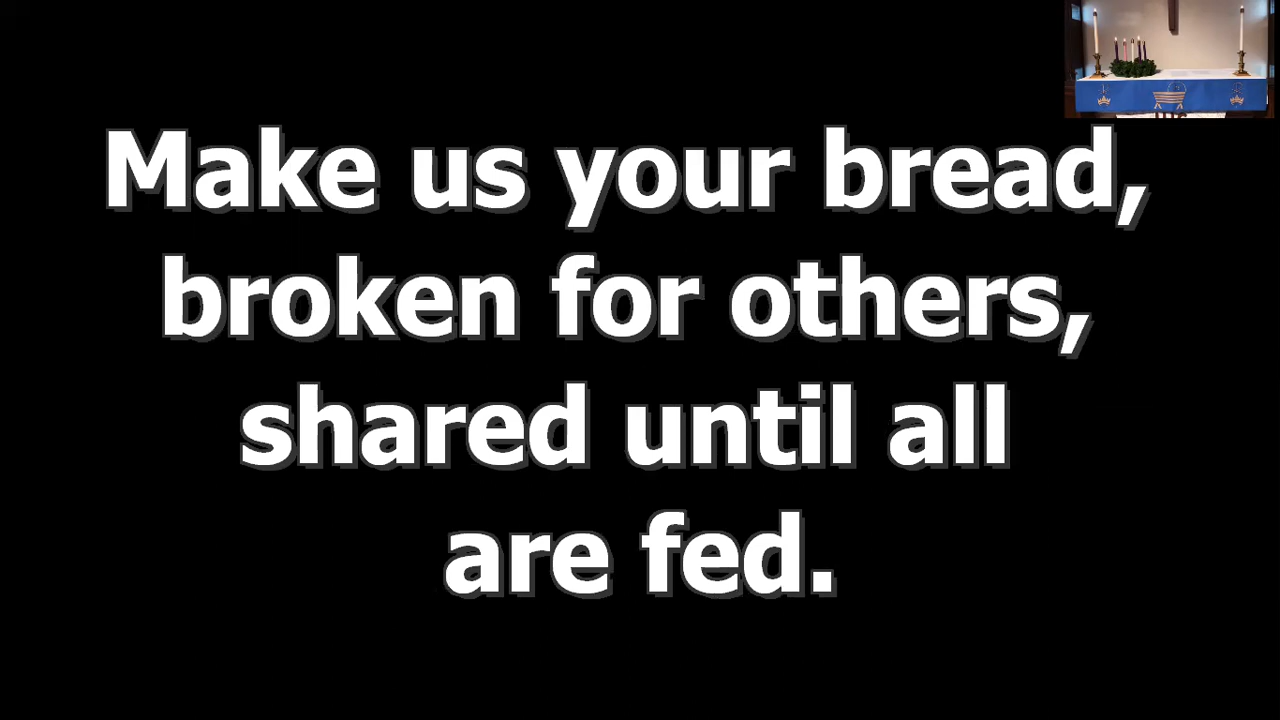 Make us your bread,
broken for others,
shared until all
are fed.